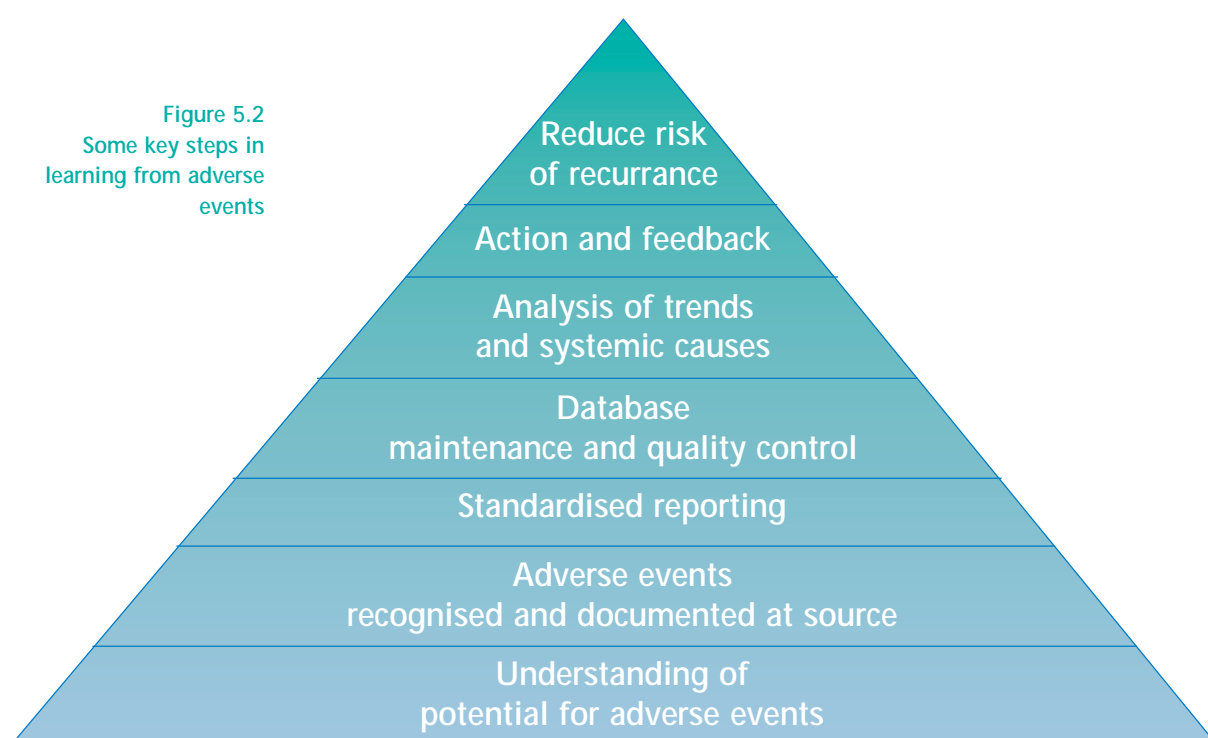 Figure 5.2
Some key steps in
learning from adverse
events
Reduce risk
of recurrance
Action and feedback
Analysis of trends
and systemic causes
Database
maintenance and quality control
Standardised reporting
Adverse events
recognised and documented at source
Understanding of
potential for adverse events